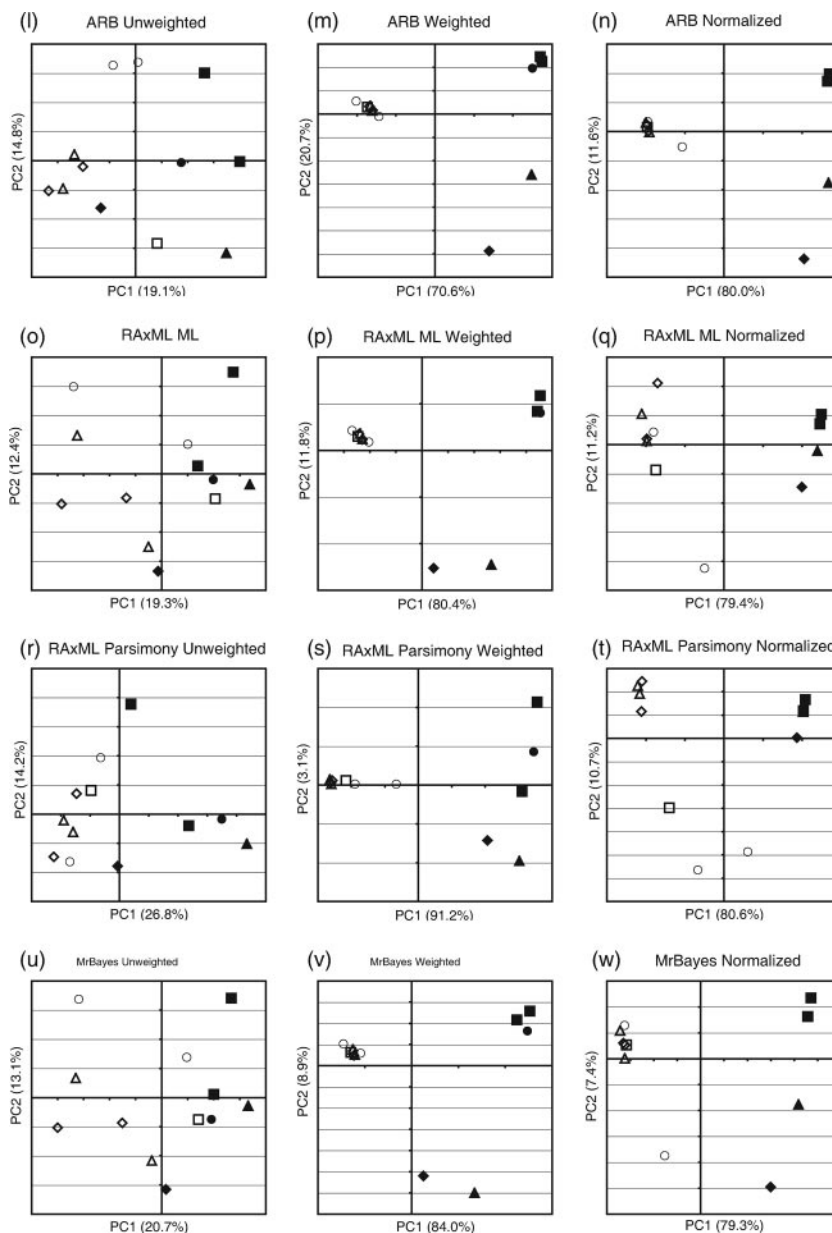 (l) ARB Unweighted
PC2 (14.8%)
PC1 (19.1%)
(m) ARB Weighted
PC2 (20.7%)
PC1 (70.6%)
(n) ARB Normalized
PC2 (11.6%)
PC1 (80.0%)
(o) RAxML ML
PC2 (12.4%)
PC1 (19.3%)
(p) RAxML ML Weighted
PC2 (11.8%)
PC1 (80.4%)
(q) RAxML ML Normalized
PC2 (11.2%)
PC1 (79.4%)
(r) RAxML Parsimony Unweighted
PC2 (14.2%)
PC1 (26.8%)
(s) RAxML Parsimony Weighted
PC2 (3.1%)
PC1 (91.2%)
(t) RAxML Parsimony Normalized
PC2 (10.7%)
PC1 (80.6%)
(u) MrBayes Unweighted
PC2 (13.1%)
PC1 (20.7%)
(v) MrBayes Weighted
PC2 (8.9%)
PC1 (84.0%)
(w) MrBayes Normalized
PC2 (7.4%)
PC1 (79.3%)